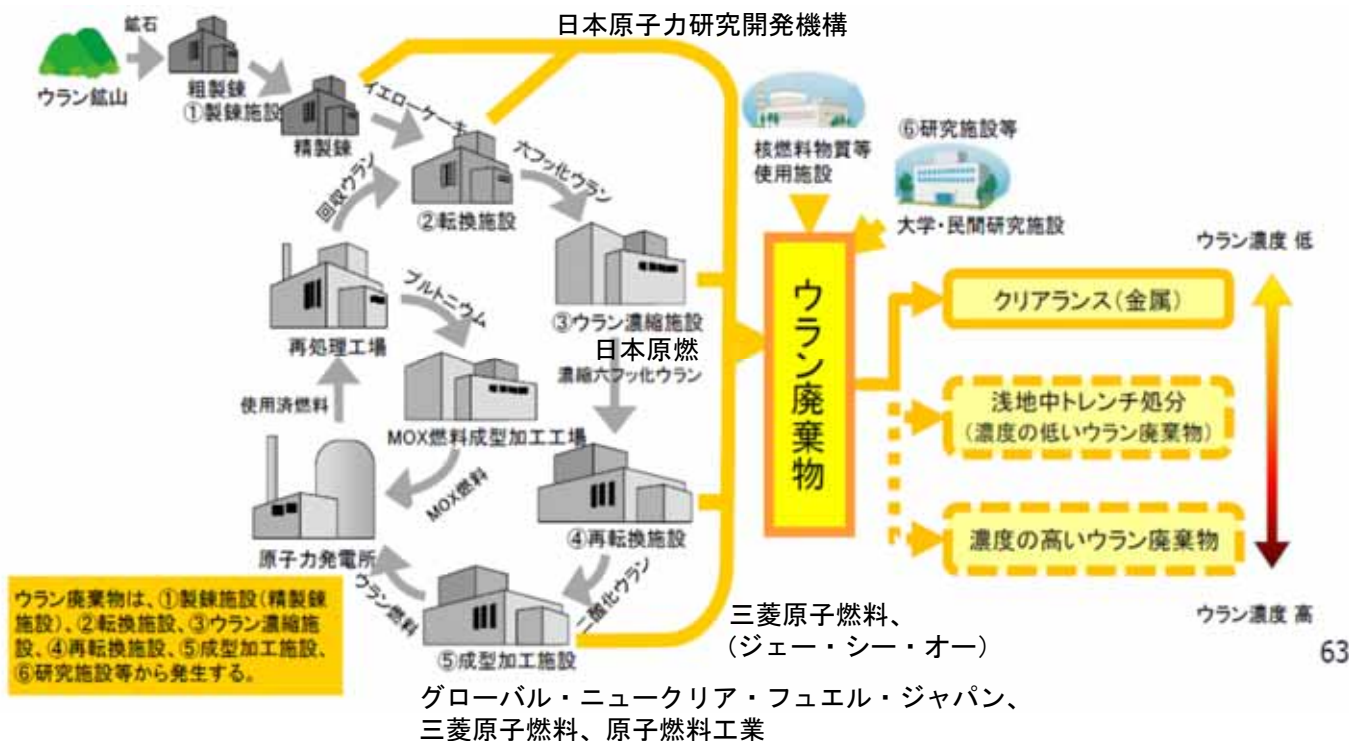 日本原子力研究開発機構
鉱石
ウラン鉱山
粗製錬
①製錬施設
精製錬
イエローケーキ
回収ウラン
②転換施設
六フッ化ウラン
核燃料物質等
使用施設
⑥研究施設等
大学・民間研究施設
ウラン濃度 低
プルトニウム
再処理工場
③ウラン濃縮施設
日本原燃
濃縮六フッ化ウラン
ウラン廃棄物
クリアランス(金属)
浅地中トレンチ処分
(濃度の低いウラン廃棄物)
濃度の高いウラン廃棄物
使用済燃料
MOX燃料成型加工工場
MOX燃料
原子力発電所
④再転換施設
二酸化ウラン
ウラン燃料
⑤成型加工施設
ウラン濃度 高
ウラン廃棄物は、①製錬施設(精製錬
施設)、②転換施設、③ウラン濃縮施
設、④再転換施設、⑤成型加工施設、
⑥研究施設等から発生する。
三菱原子燃料、
(ジェー・シー・オー)
63
グローバル・ニュークリア・フュエル・ジャパン、
三菱原子燃料、原子燃料工業